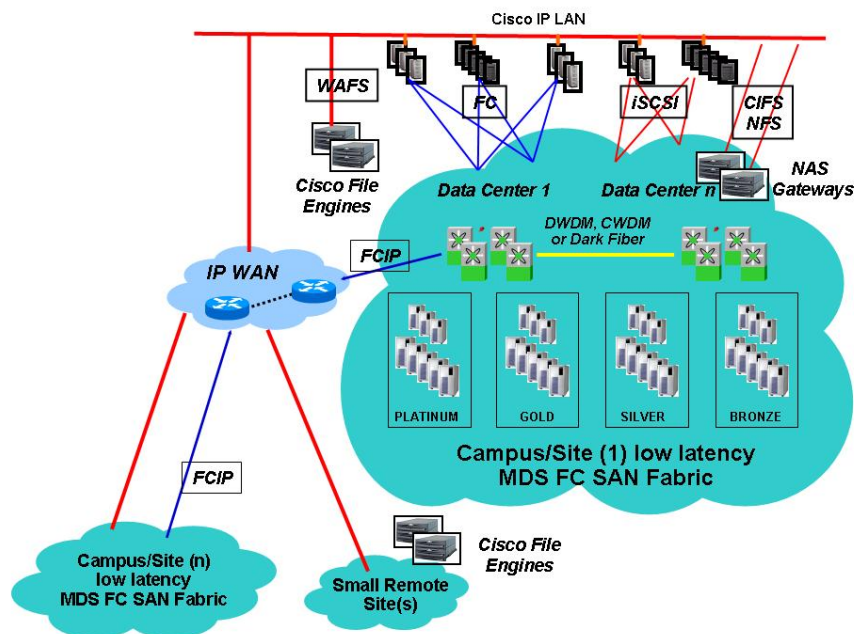 Cisco IP LAN
WAFS
FC
iSCSI
CIFS
NFS
Cisco File
Engines
Data Center 1
Data Center n
NAS
Gateways
DWDM, CWDM
or Dark Fiber
FCIP
IP WAN
PLATINUM
GOLD
SILVER
BRONZE
Campus/Site (1) low latency
MDS FC SAN Fabric
FCIP
Cisco File
Engines
Campus/Site (n)
low latency
MDS FC SAN Fabric
Small Remote
Site(s)